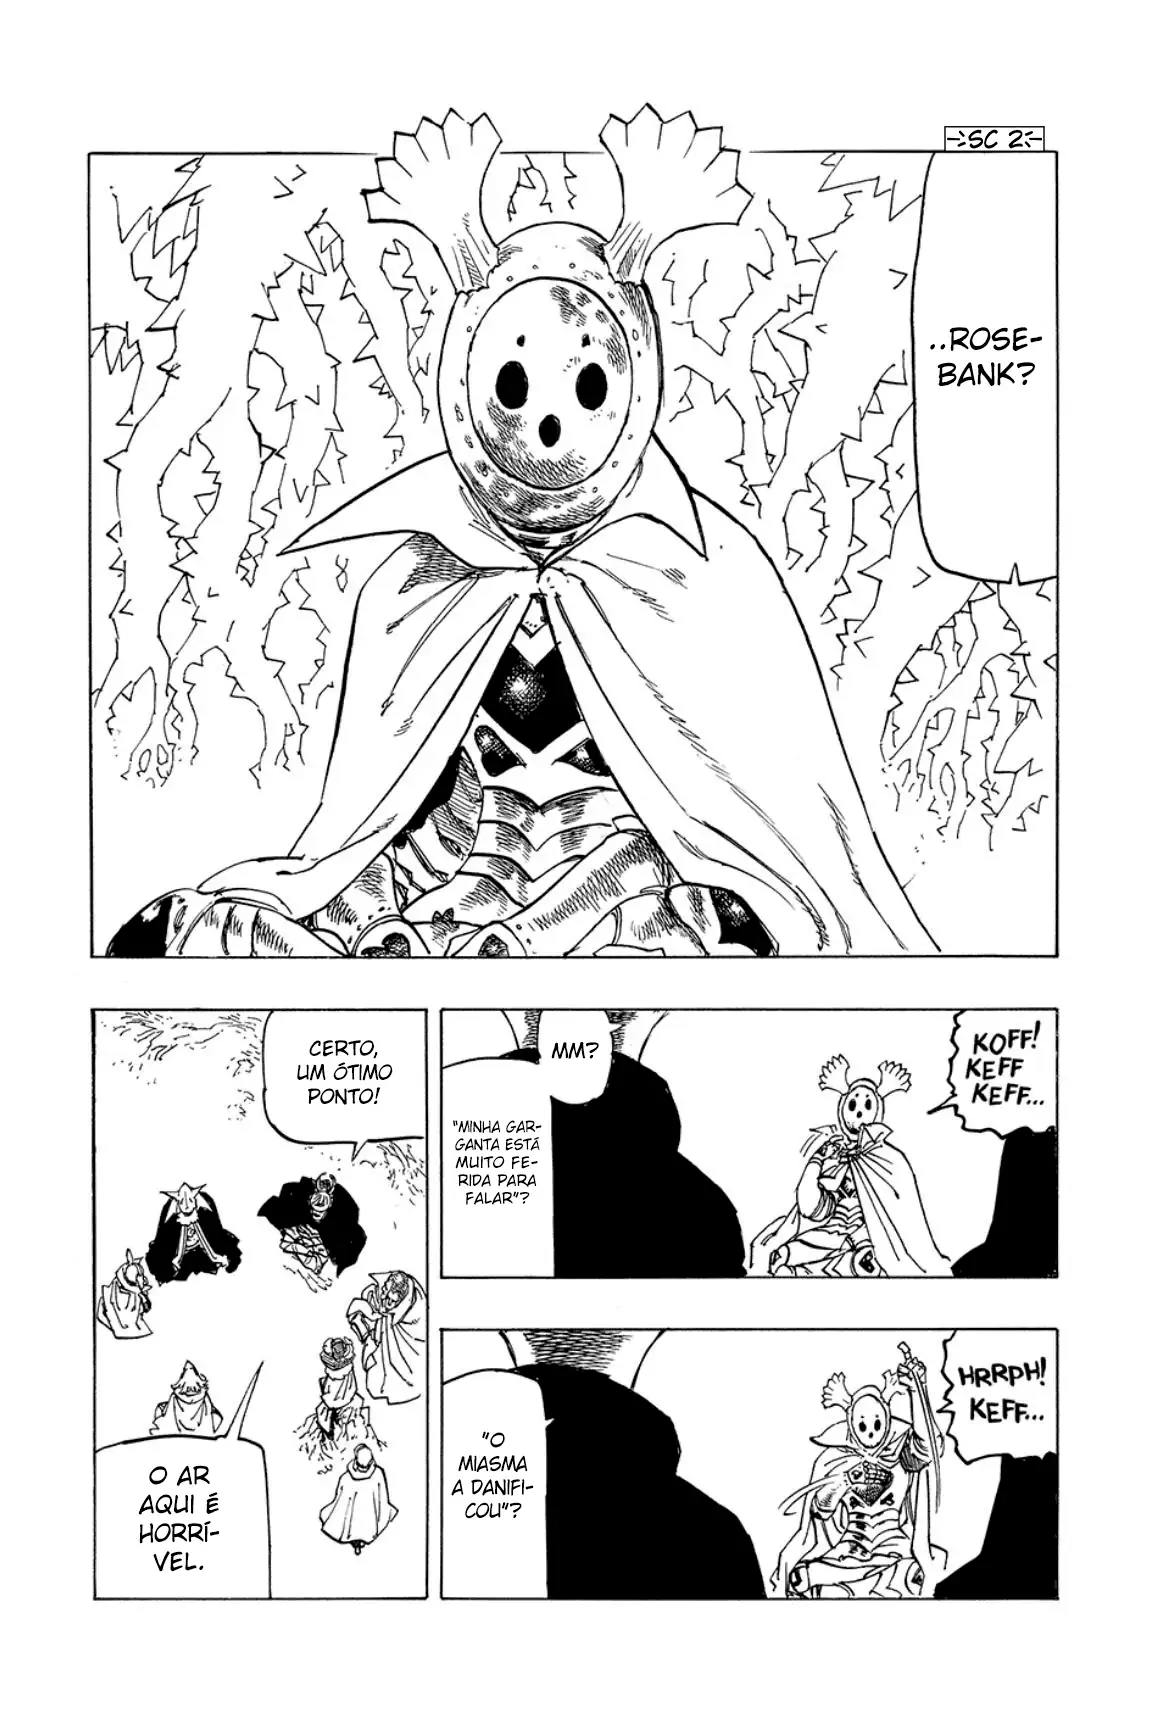 SC 2
..ROSE-
BANK?
KOFF!
KEFF
KEFF...
MM?
"MINHA GAR-
GANTA ESTÁ
MUITO FE-
RIDA PARA
FALAR"?
CERTO,
UM ÓTIMO
PONTO!
HRRPH!
KEFF...
"O
MIASMA
A DANIFI-
COU"?
O AR
AQUI É
HORRÍ-
VEL.